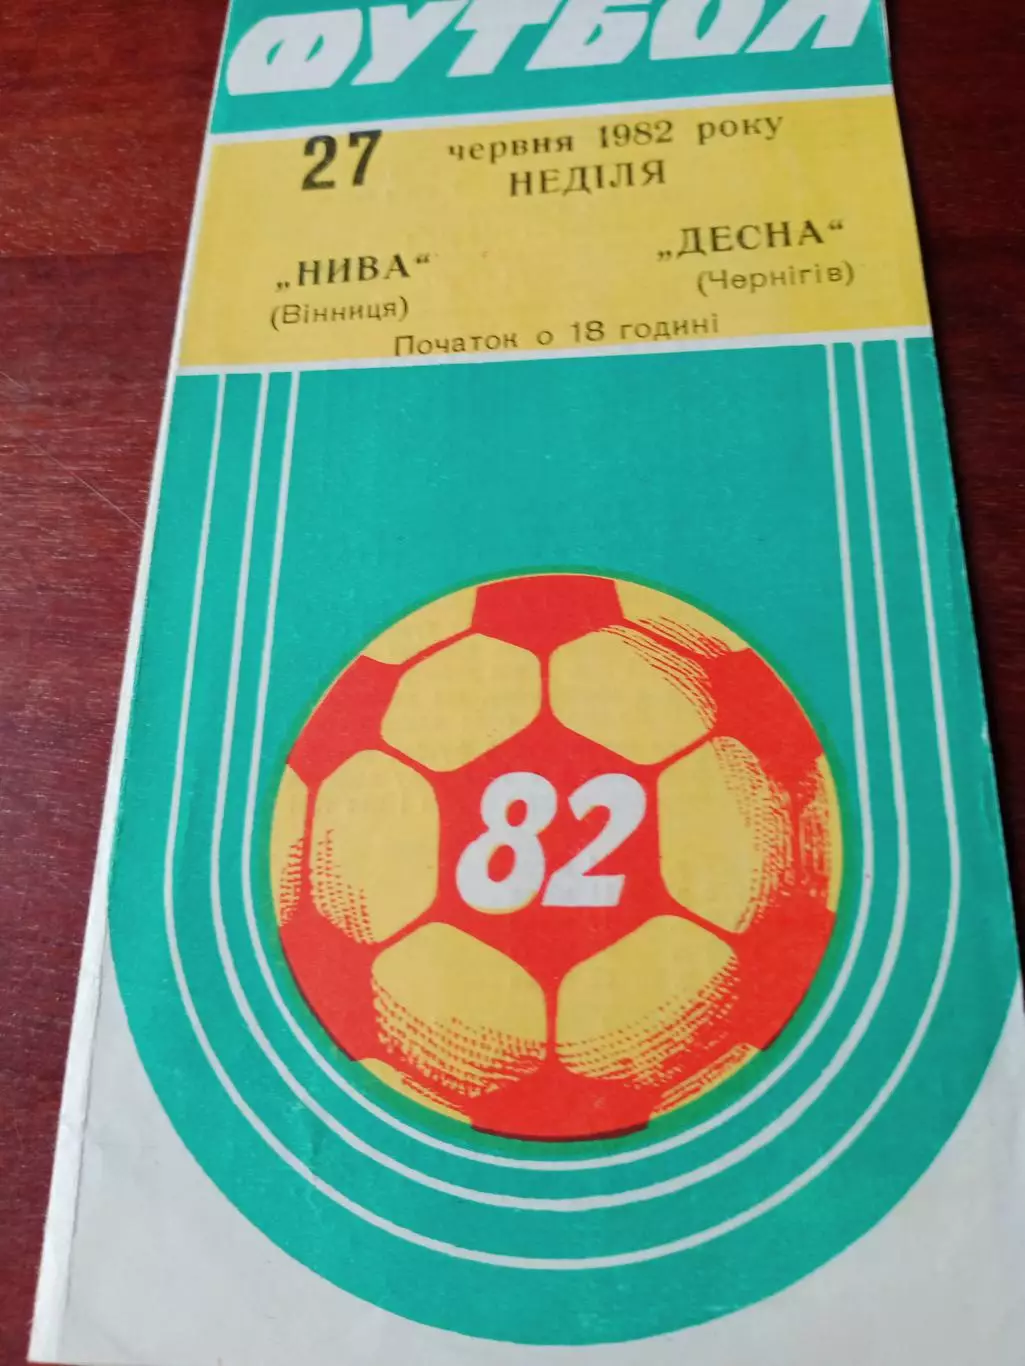 ФУТБОЛ
27 червня 1982 року
НЕДІЛЯ
„НИВА“ „ДЕСНА“
(Вінниця) (Чернігів)
Початок о 18 годині
82